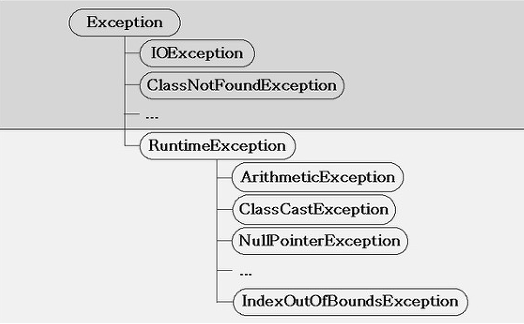 Exception
IOException
ClassNotFoundException
...
RuntimeException
ArithmeticException
ClassCastException
NullPointerException
...
IndexOutOfBoundsException